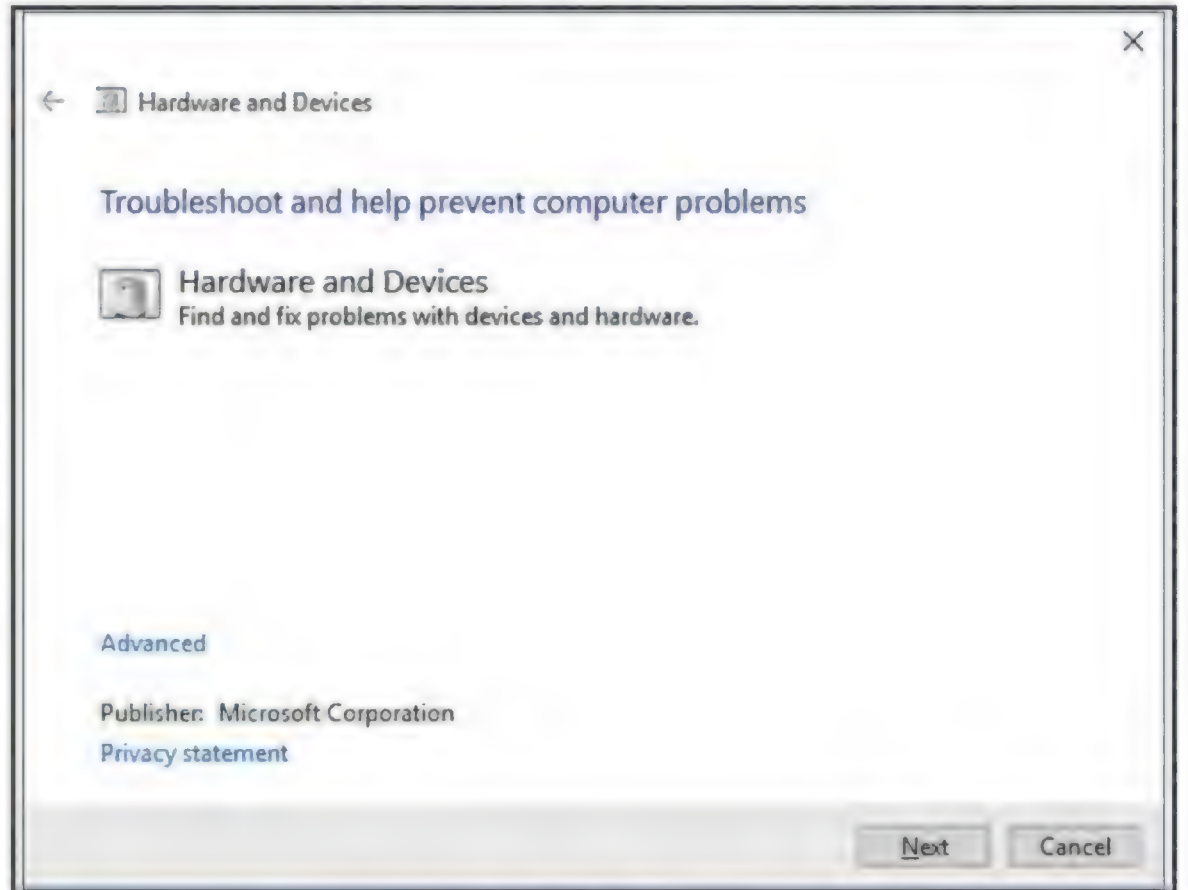 Hardware and Devices
Troubleshoot and help prevent computer problems
Hardware and Devices
Find and fix problems with devices and hardware.
Advanced
Publisher: Microsoft Corporation
Privacy statement
Next Cancel